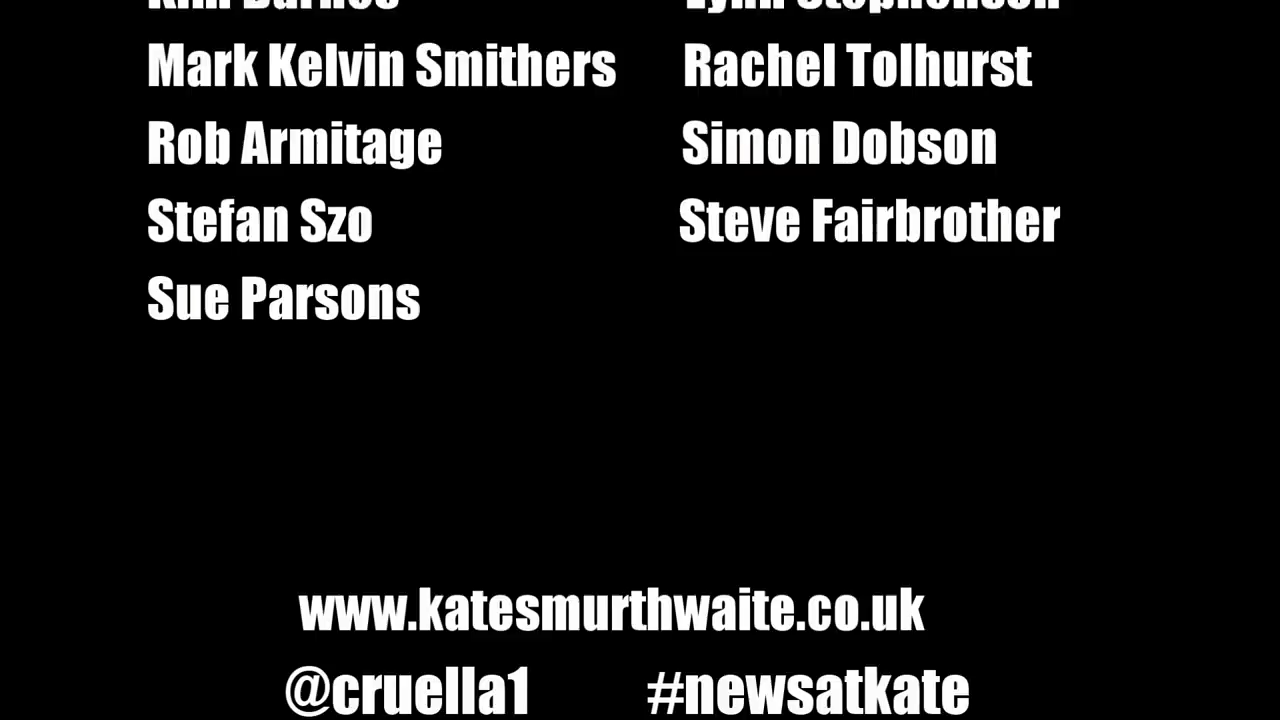 Mark Kelvin Smithers Rachel Tolhurst
Rob Armitage Simon Dobson
Stefan Szo Steve Fairbrother
Sue Parsons
www.katesmurthwaite.co.uk
@cruella1 #newsatkate